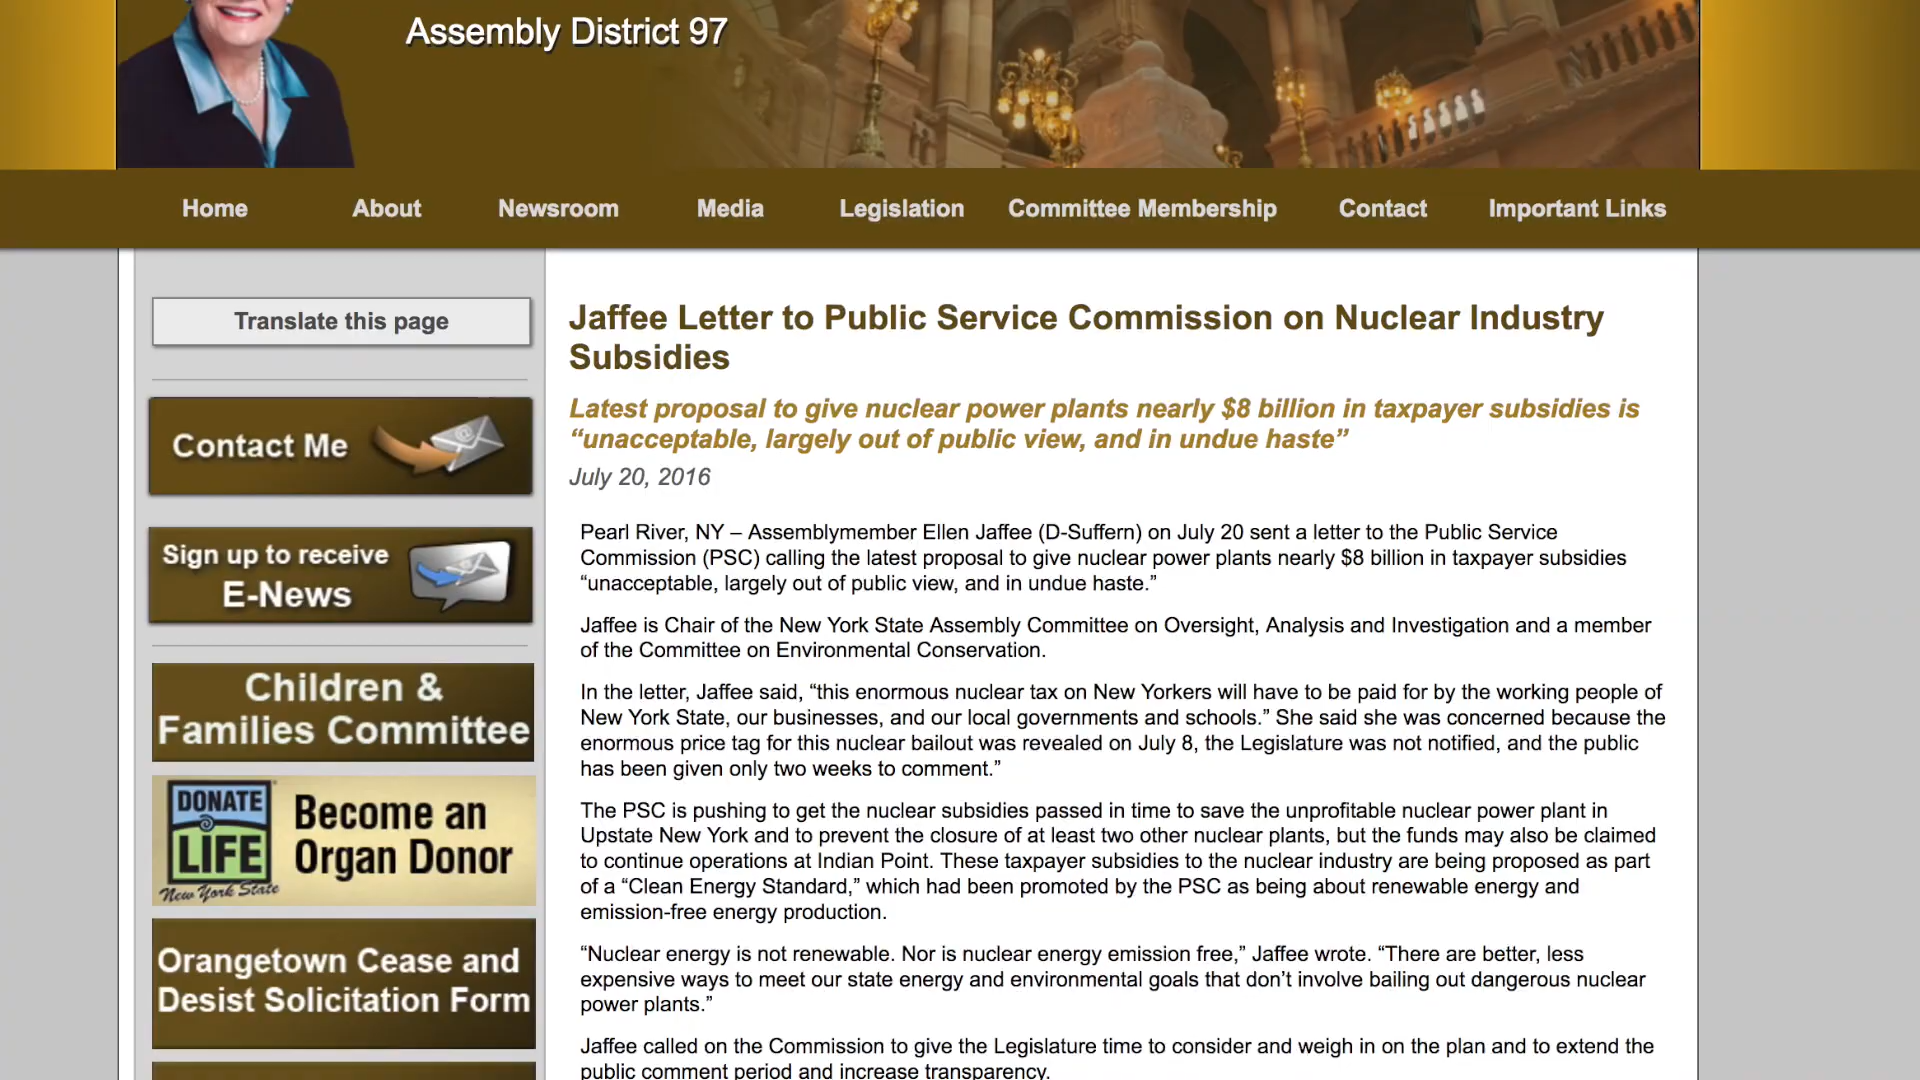 Assembly District 97
Home
About
Newsroom
Media
Legislation
Committee Membership
Contact
Important Links
Translate this page
Contact Me
Sign up to receive
E-News
Children &
Families Committee
DONATE
LiFE
New York State
Become an
Organ Donor
Orangetown Cease and
Desist Solicitation Form
Jaffee Letter to Public Service Commission on Nuclear Industry
Subsidies
Latest proposal to give nuclear power plants nearly $8 billion in taxpayer subsidies is
“unacceptable, largely out of public view, and in undue haste”
July 20, 2016
Pearl River, NY – Assemblymember Ellen Jaffee (D-Suffern) on July 20 sent a letter to the Public Service
Commission (PSC) calling the latest proposal to give nuclear power plants nearly $8 billion in taxpayer subsidies
“unacceptable, largely out of public view, and in undue haste.”
Jaffee is Chair of the New York State Assembly Committee on Oversight, Analysis and Investigation and a member
of the Committee on Environmental Conservation.
In the letter, Jaffee said, “this enormous nuclear tax on New Yorkers will have to be paid for by the working people of
New York State, our businesses, and our local governments and schools.” She said she was concerned because the
enormous price tag for this nuclear bailout was revealed on July 8, the Legislature was not notified, and the public
has been given only two weeks to comment.”
The PSC is pushing to get the nuclear subsidies passed in time to save the unprofitable nuclear power plant in
Upstate New York and to prevent the closure of at least two other nuclear plants, but the funds may also be claimed
to continue operations at Indian Point. These taxpayer subsidies to the nuclear industry are being proposed as part
of a “Clean Energy Standard,” which had been promoted by the PSC as being about renewable energy and
emission-free energy production.
“Nuclear energy is not renewable. Nor is nuclear energy emission free,” Jaffee wrote. “There are better, less
expensive ways to meet our state energy and environmental goals that don’t involve bailing out dangerous nuclear
power plants.”
Jaffee called on the Commission to give the Legislature time to consider and weigh in on the plan and to extend the
public comment period and increase transparency.